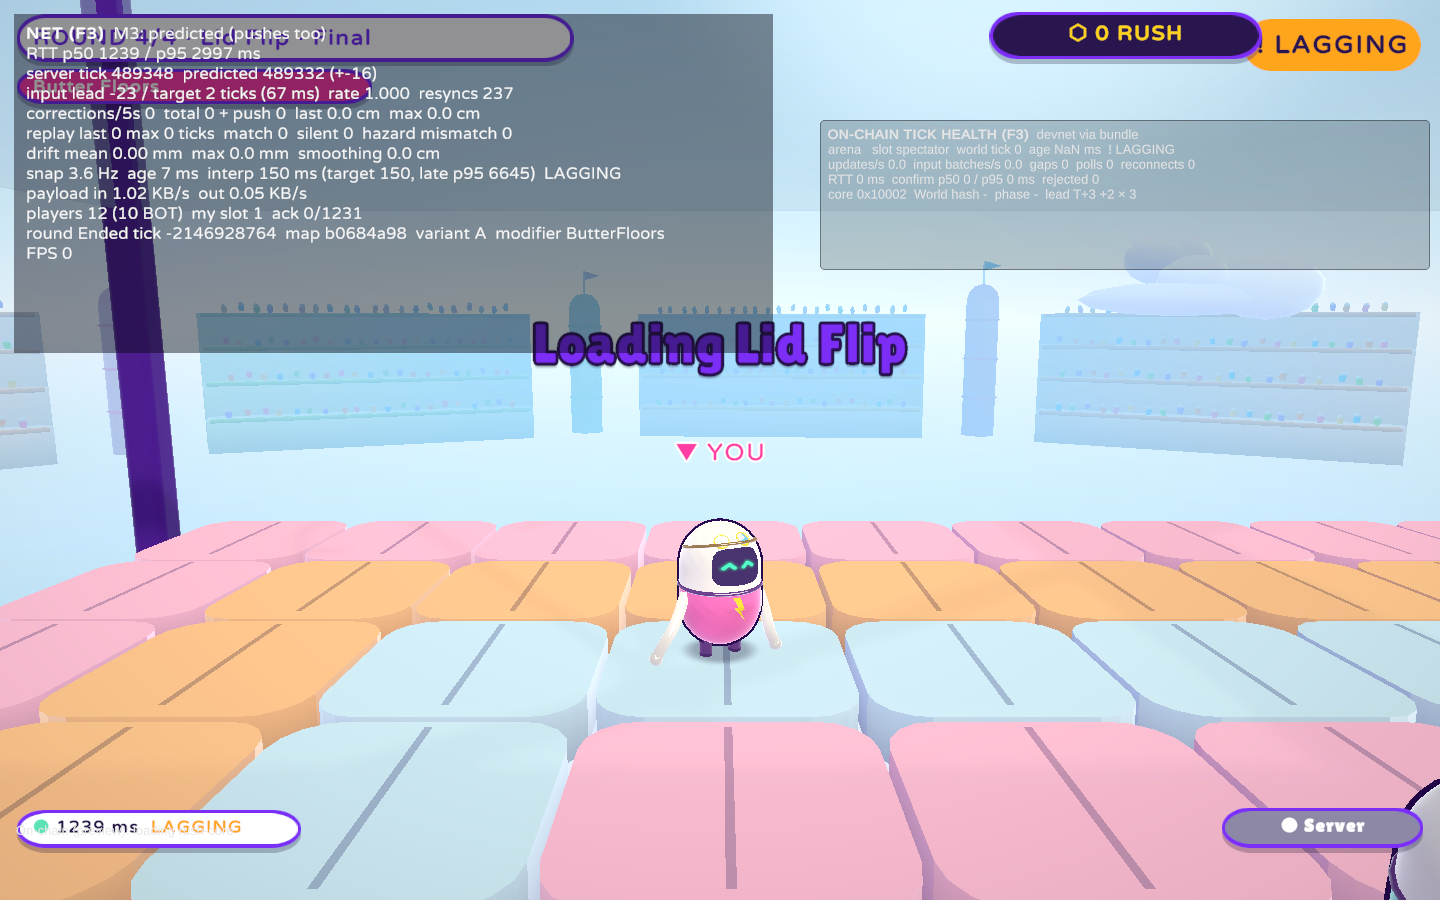 ROUND 4/4 Lid Flip Final
Butter Floors
NET (F3) M3: predicted (pushes too)
RTT p50 1239 / p95 2997 ms
server tick 489348 predicted 489332 (+-16)
input lead -23 / target 2 ticks (67 ms) rate 1.000 resyncs 237
corrections/5s 0 total 0 + push 0 last 0.0 cm max 0.0 cm
replay last 0 max 0 ticks match 0 silent 0 hazard mismatch 0
drift mean 0.00 mm max 0.0 mm smoothing 0.0 cm
snap 3.6 Hz age 7 ms interp 150 ms (target 150, late p95 6645) LAGGING
payload in 1.02 KB/s out 0.05 KB/s
players 12 (10 BOT) my slot 1 ack 0/1231
round Ended tick -2146928764 map b0684a98 variant A modifier ButterFloors
FPS 0
0 RUSH
! LAGGING
ON-CHAIN TICK HEALTH (F3) devnet via bundle
arena slot spectator world tick 0 age NaN ms ! LAGGING
updates/s 0.0 input batches/s 0.0 gaps 0 polls 0 reconnects 0
RTT 0 ms confirm p50 0 / p95 0 ms rejected 0
core 0x10002 World hash - phase - lead T+3 +2 × 3
Loading Lid Flip
▼ YOU
1239 ms LAGGING
Server